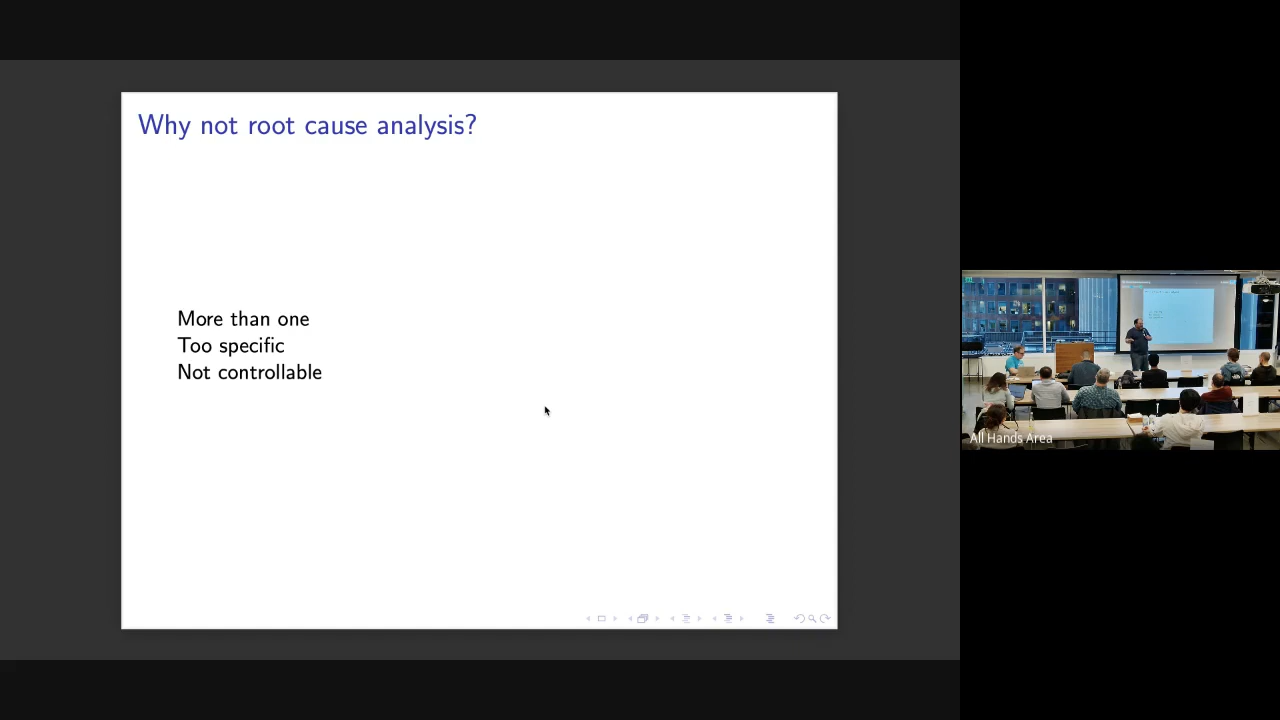 Why not root cause analysis?
More than one
Too specific
Not controllable
All Hands Area